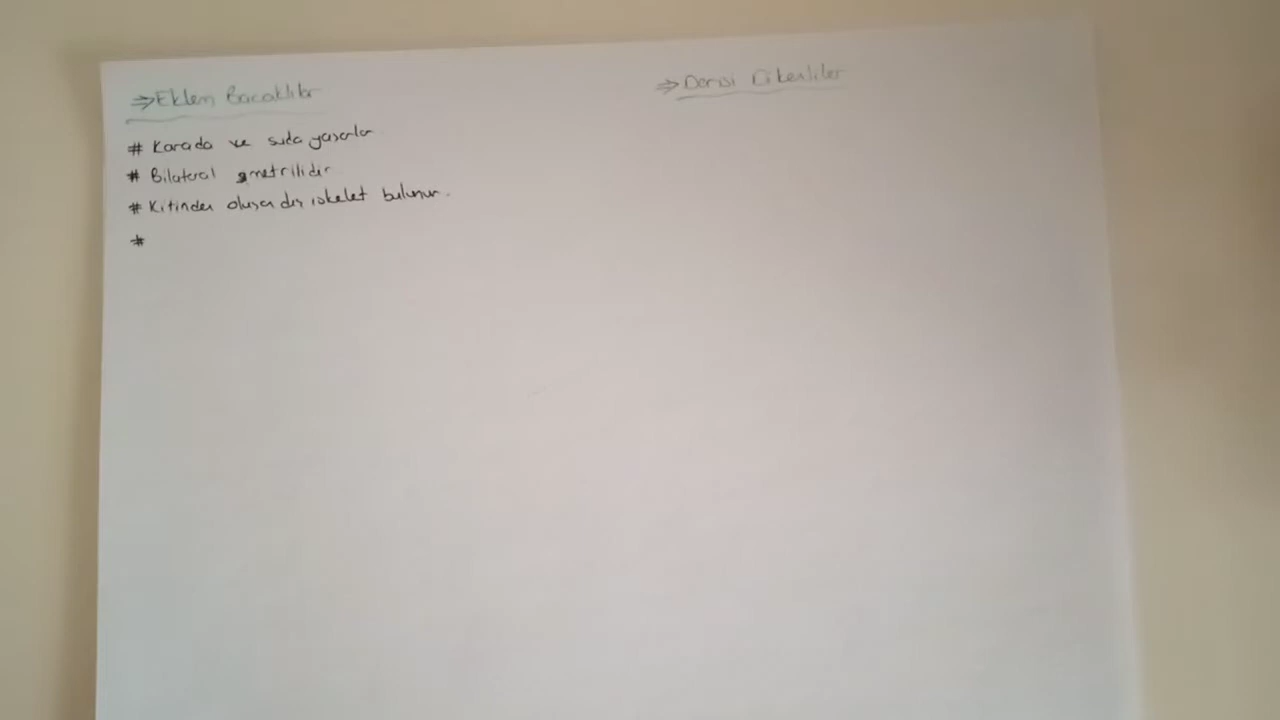 ⇒Eklem Bacaklılar
⇒Derisi Dikenliler
# Karada ve suda yaşarlar
# Bilateral simetrilidir
# Kitinden oluşan dış iskelet bulunur.
*